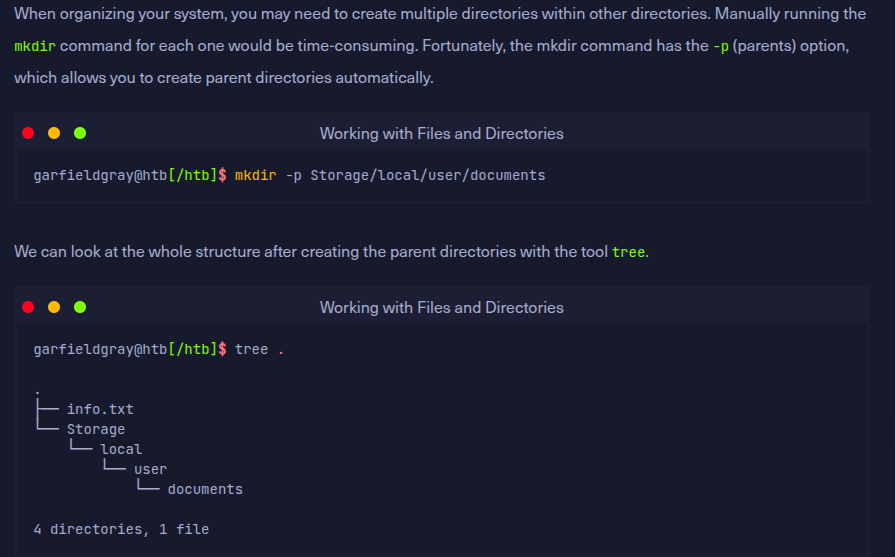 When organizing your system, you may need to create multiple directories within other directories. Manually running the
mkdir command for each one would be time-consuming. Fortunately, the mkdir command has the -p (parents) option,
which allows you to create parent directories automatically.
Working with Files and Directories
garfieldgray@htb[/htb]$ mkdir -p Storage/local/user/documents
We can look at the whole structure after creating the parent directories with the tool tree.
Working with Files and Directories
garfieldgray@htb[/htb]$ tree .
.
├── info.txt
└── Storage
    └── local
        └── user
            └── documents
4 directories, 1 file